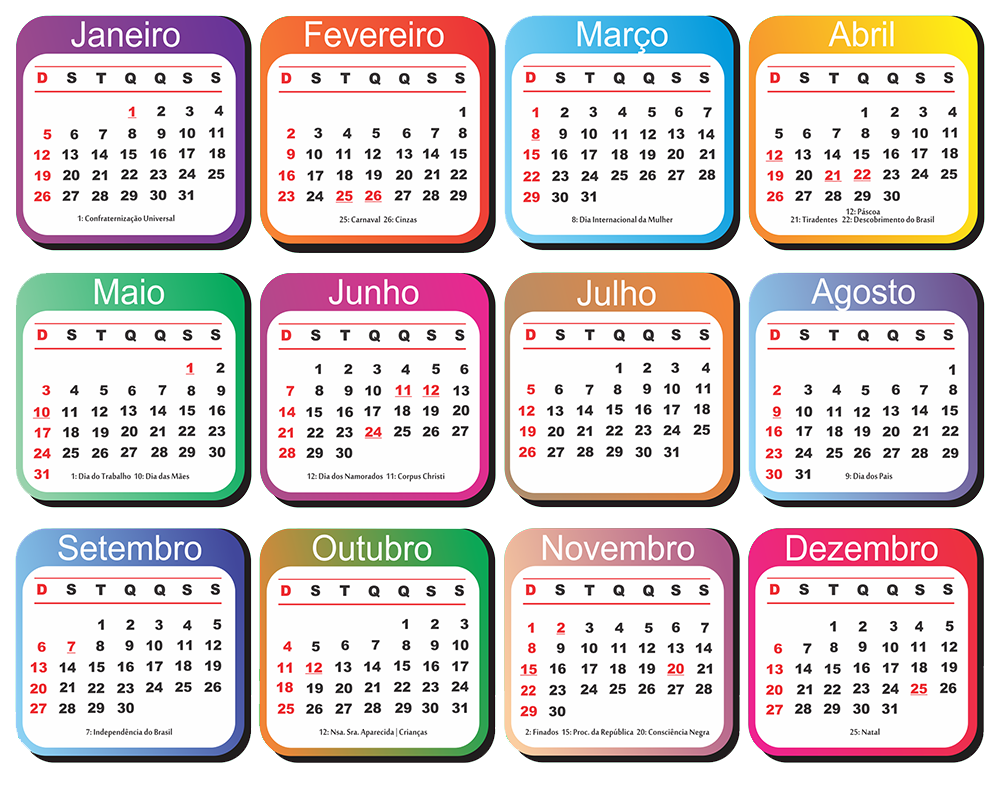 Janeiro
D S T Q Q S S
1 2 3 4
5 6 7 8 9 10 11
12 13 14 15 16 17 18
19 20 21 22 23 24 25
26 27 28 29 30 31
1: Confraternização Universal
Fevereiro
D S T Q Q S S
1
2 3 4 5 6 7 8
9 10 11 12 13 14 15
16 17 18 19 20 21 22
23 24 25 26 27 28 29
25: Carnaval 26: Cinzas
Março
D S T Q Q S S
1 2 3 4 5 6 7
8 9 10 11 12 13 14
15 16 17 18 19 20 21
22 23 24 25 26 27 28
29 30 31
8: Dia Internacional da Mulher
Abril
D S T Q Q S S
1 2 3 4
5 6 7 8 9 10 11
12 13 14 15 16 17 18
19 20 21 22 23 24 25
26 27 28 29 30
12: Páscoa
21: Tiradentes 22: Descobrimento do Brasil
Maio
D S T Q Q S S
1 2
3 4 5 6 7 8 9
10 11 12 13 14 15 16
17 18 19 20 21 22 23
24 25 26 27 28 29 30
31 1: Dia do Trabalho 10: Dia das Mães
Junho
D S T Q Q S S
1 2 3 4 5 6
7 8 9 10 11 12 13
14 15 16 17 18 19 20
21 22 23 24 25 26 27
28 29 30
12: Dia dos Namorados 11: Corpus Christi
Julho
D S T Q Q S S
1 2 3 4
5 6 7 8 9 10 11
12 13 14 15 16 17 18
19 20 21 22 23 24 25
26 27 28 29 30 31
Agosto
D S T Q Q S S
1
2 3 4 5 6 7 8
9 10 11 12 13 14 15
16 17 18 19 20 21 22
23 24 25 26 27 28 29
30 31 9: Dia dos Pais
Setembro
D S T Q Q S S
1 2 3 4 5
6 7 8 9 10 11 12
13 14 15 16 17 18 19
20 21 22 23 24 25 26
27 28 29 30
7: Independência do Brasil
Outubro
D S T Q Q S S
1 2 3
4 5 6 7 8 9 10
11 12 13 14 15 16 17
18 19 20 21 22 23 24
25 26 27 28 29 30 31
12: Nsa. Sra. Aparecida | Crianças
Novembro
D S T Q Q S S
1 2 3 4 5 6 7
8 9 10 11 12 13 14
15 16 17 18 19 20 21
22 23 24 25 26 27 28
29 30
2: Finados 15: Proc. da República 20: Consciência Negra
Dezembro
D S T Q Q S S
1 2 3 4 5
6 7 8 9 10 11 12
13 14 15 16 17 18 19
20 21 22 23 24 25 26
27 28 29 30 31
25: Natal